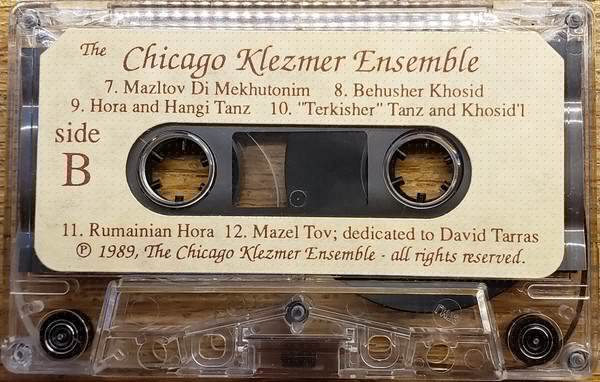 The Chicago Klezmer Ensemble
7. Mazltov Di Mekhutonim 8. Behusher Khosid
9. Hora and Hangi Tanz 10. "Terkisher" Tanz and Khosid'l
side
B
11. Rumainian Hora 12. Mazel Tov; dedicated to David Tarras
℗ 1989, The Chicago Klezmer Ensemble - all rights reserved.